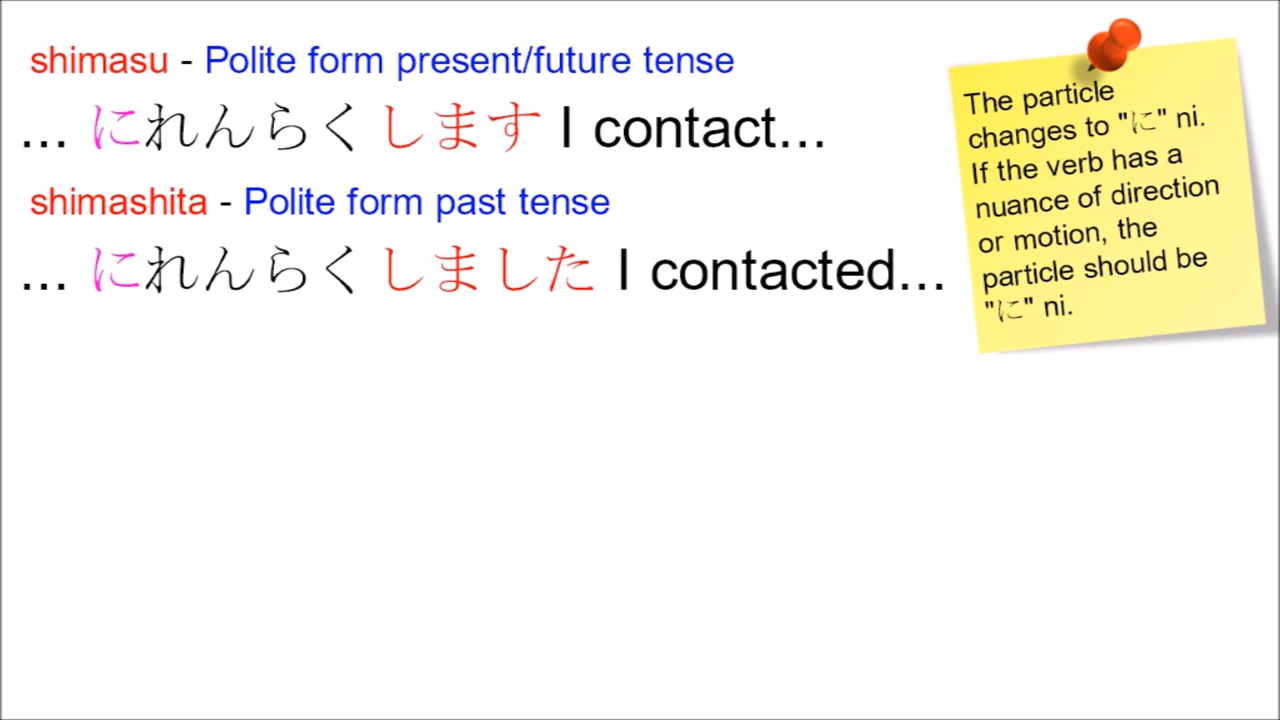 shimasu - Polite form present/future tense
... にれんらくします I contact...
shimashita - Polite form past tense
... にれんらくしました I contacted...
The particle
changes to "に" ni.
If the verb has a
nuance of direction
or motion, the
particle should be
"に" ni.